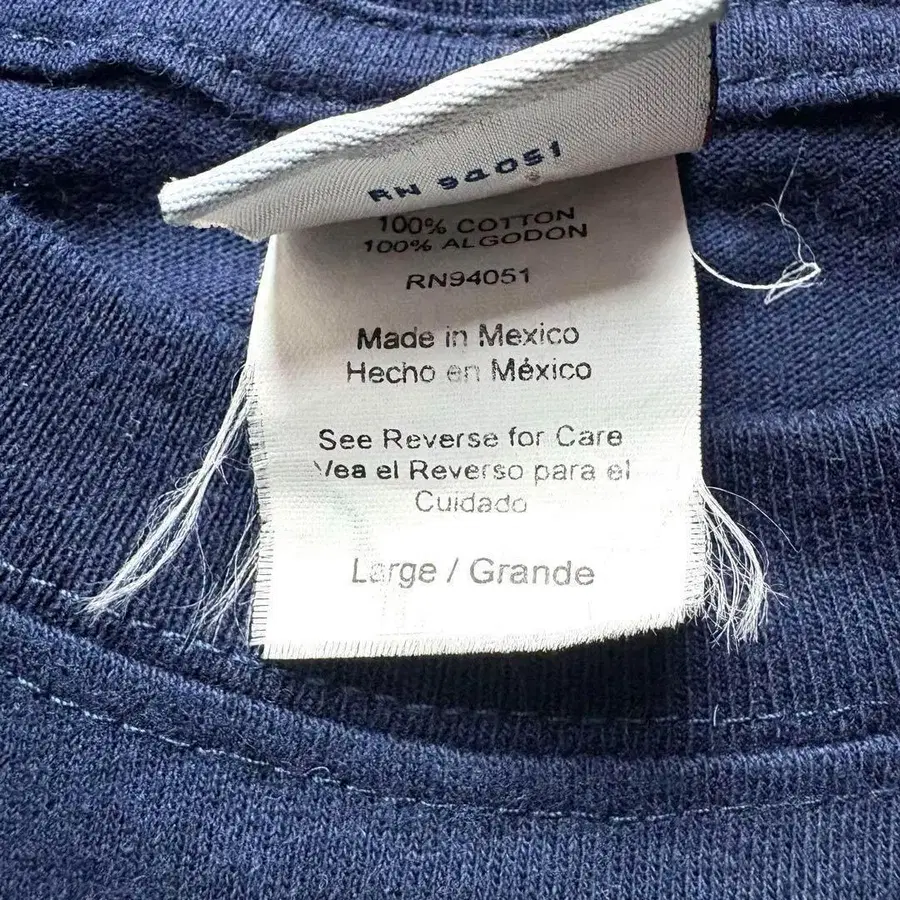 RN 94051
100% COTTON
100% ALGODON
RN94051
Made in Mexico
Hecho en México
See Reverse for Care
Vea el Reverso para el
Cuidado
Large / Grande